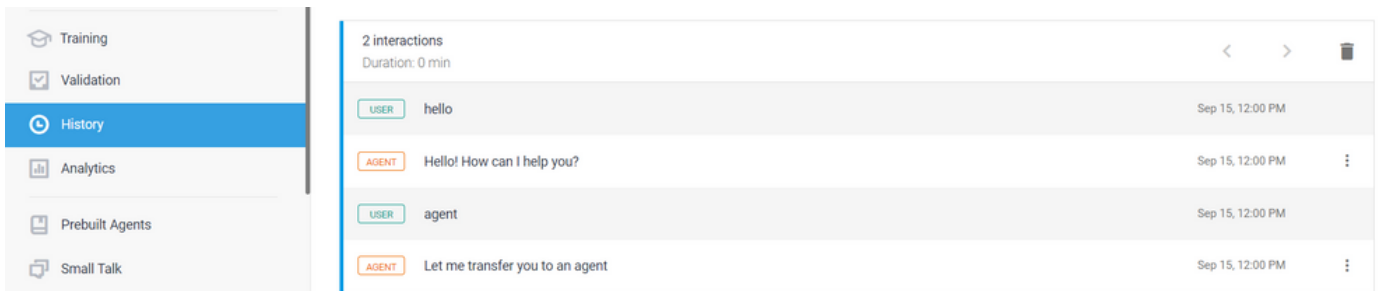 Training
Validation
History
Analytics
Prebuilt Agents
Small Talk
2 interactions
Duration: 0 min
USER hello Sep 15, 12:00 PM
AGENT Hello! How can I help you? Sep 15, 12:00 PM
USER agent Sep 15, 12:00 PM
AGENT Let me transfer you to an agent Sep 15, 12:00 PM